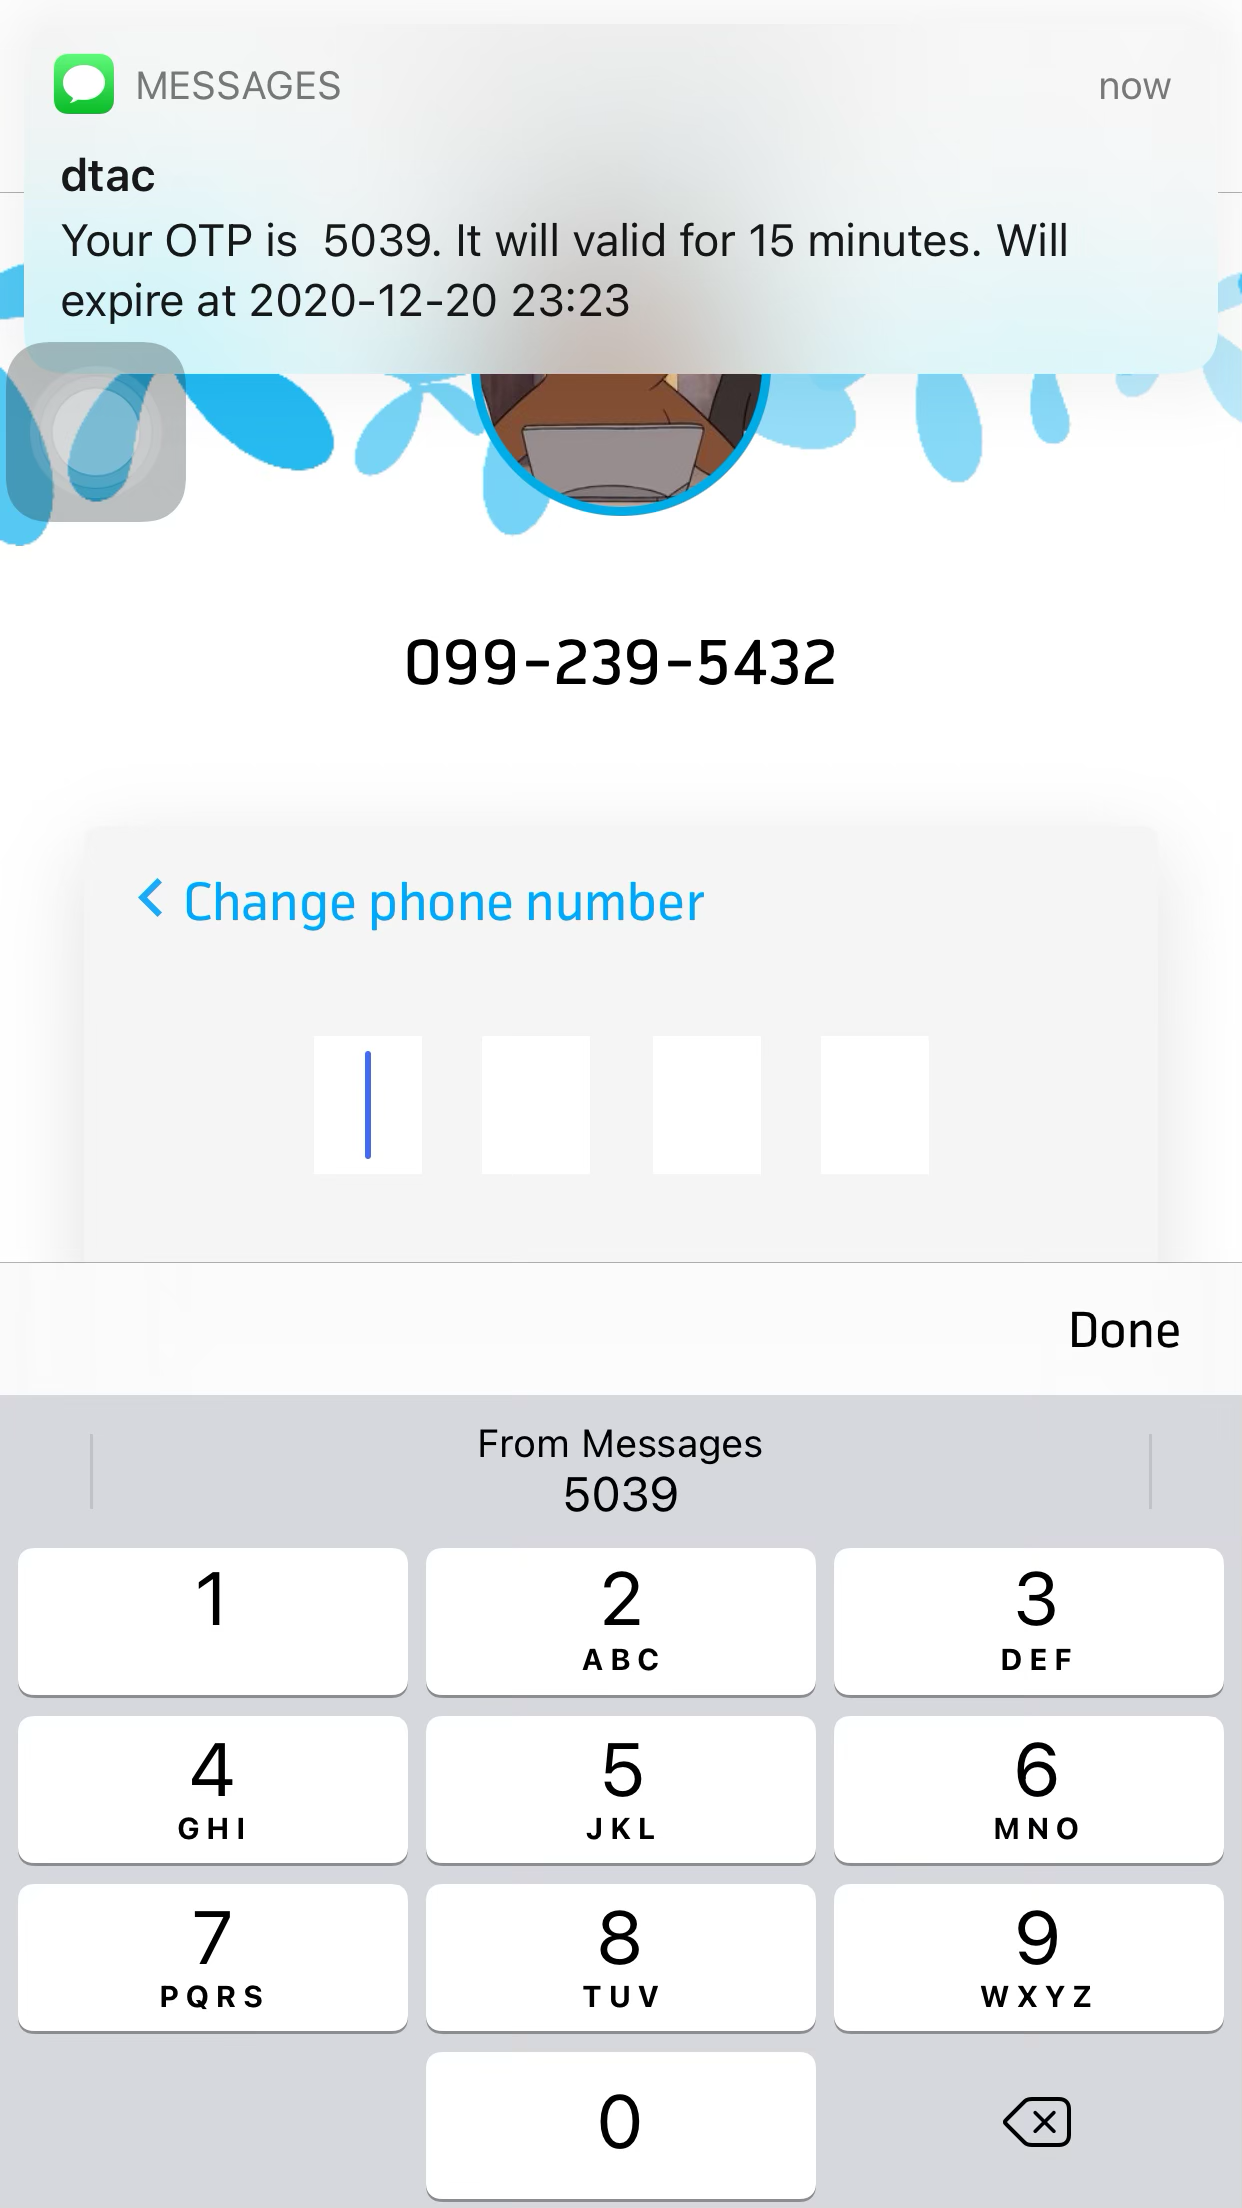 MESSAGES
now
dtac
Your OTP is  5039. It will valid for 15 minutes. Will
expire at 2020-12-20 23:23
099-239-5432
Change phone number
Done
From Messages
5039
1
2
ABC
3
DEF
4
GHI
5
JKL
6
MNO
7
PQRS
8
TUV
9
WXYZ
0